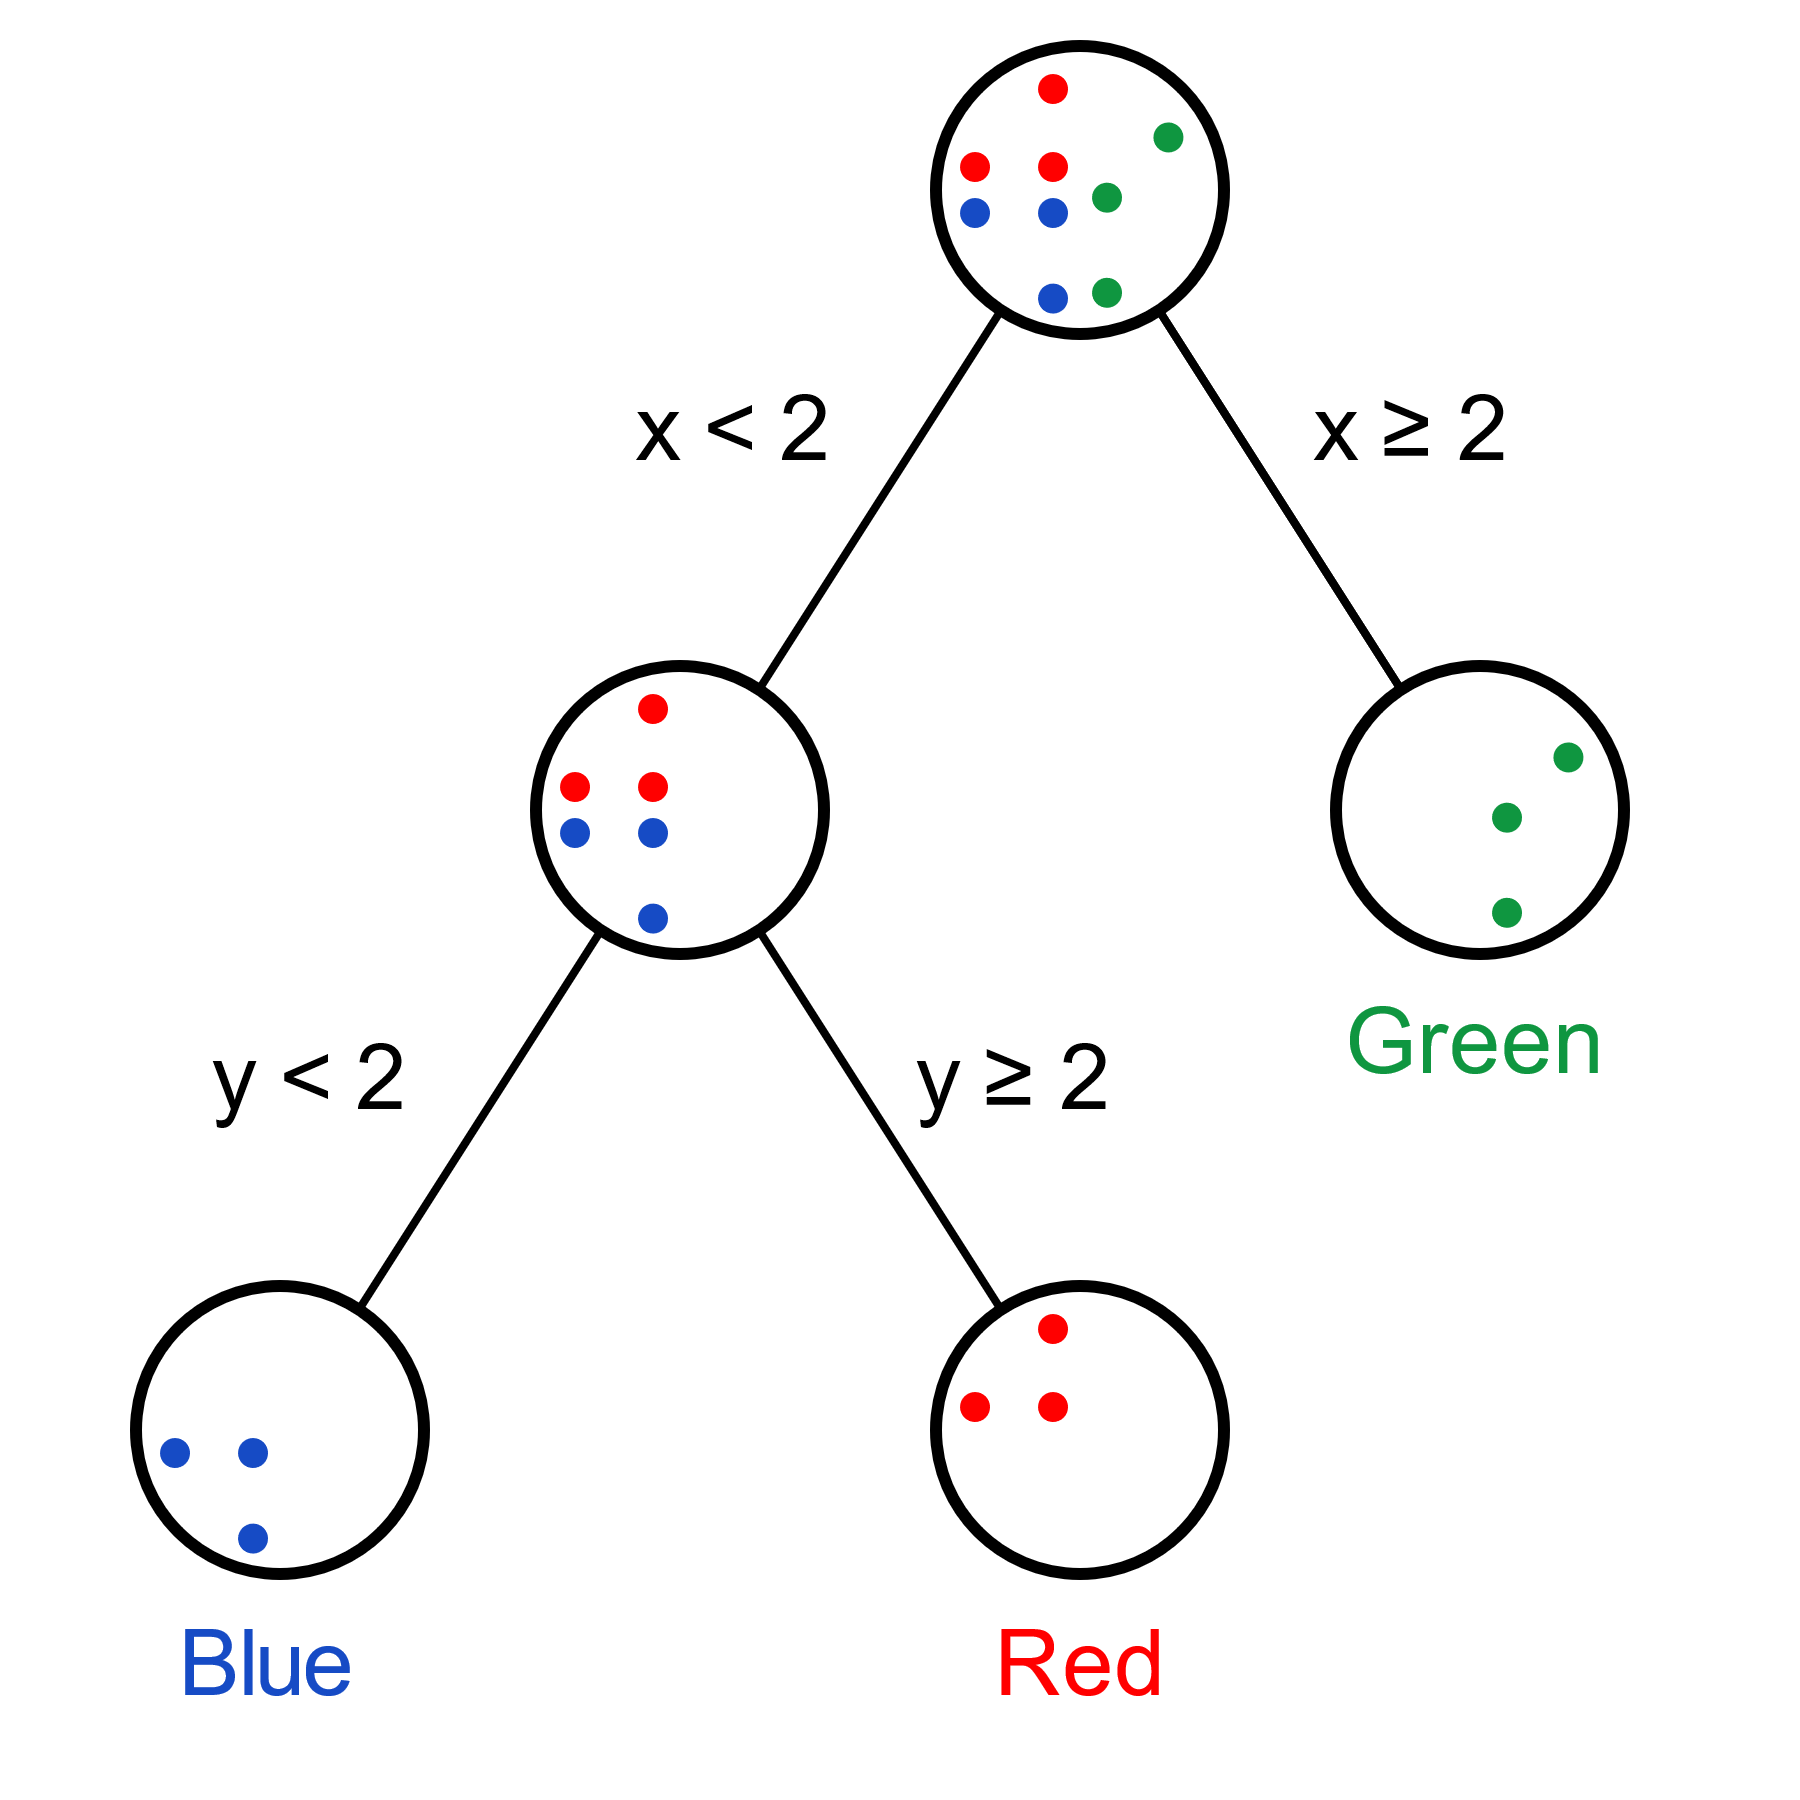 x < 2
x ≥ 2
Green
y < 2
y ≥ 2
Blue
Red